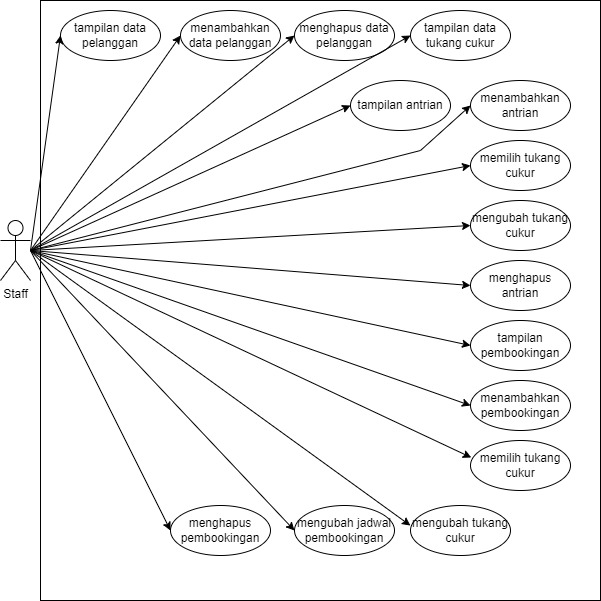 tampilan data
pelanggan
menambahkan
data pelanggan
menghapus data
pelanggan
tampilan data
tukang cukur
tampilan antrian
menambahkan
antrian
memilih tukang
cukur
mengubah tukang
cukur
Staff
menghapus
antrian
tampilan
pembookingan
menambahkan
pembookingan
memilih tukang
cukur
menghapus
pembookingan
mengubah jadwal
pembookingan
mengubah tukang
cukur